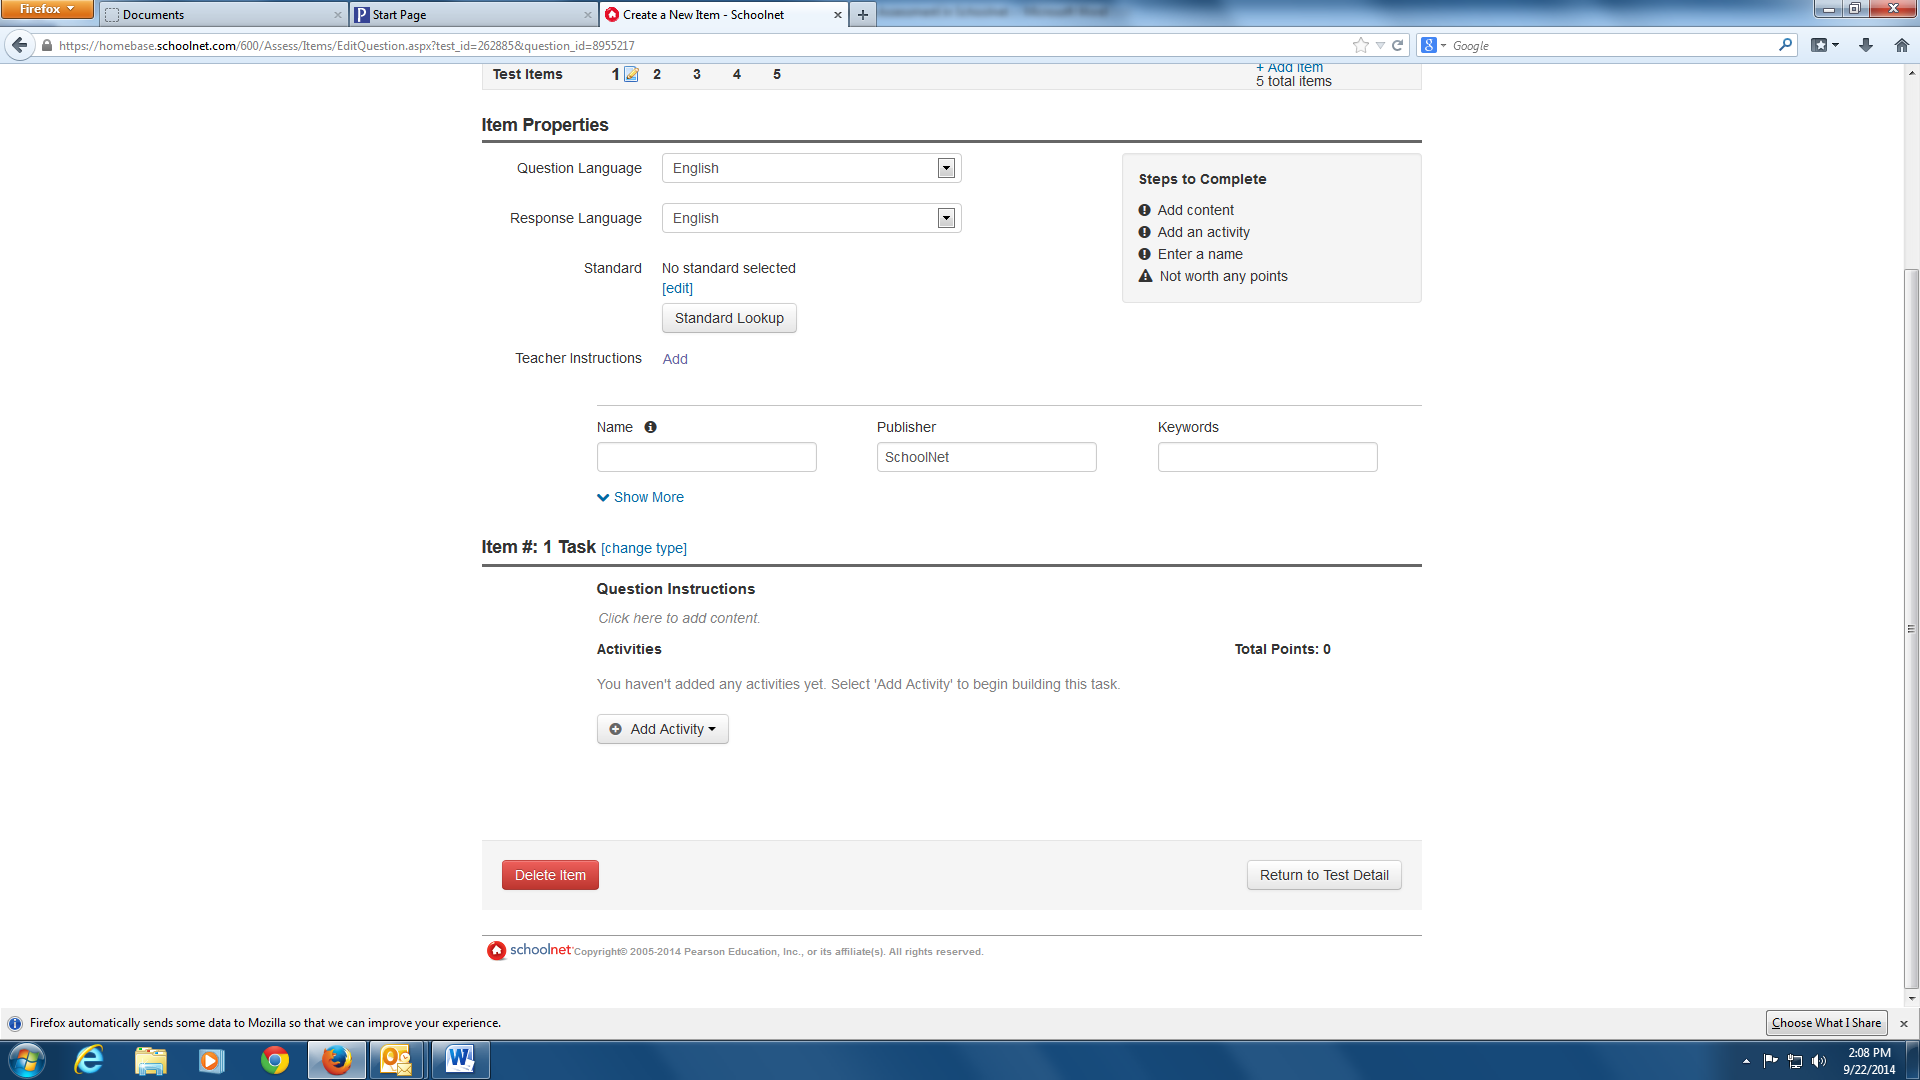 Firefox
Documents
Start Page
Create a New Item - Schoolnet
https://homebase.schoolnet.com/600/Assess/Items/EditQuestion.aspx?test_id=262885&question_id=8955217
Google
Test Items 1 2 3 4 5
+ Add Item
5 total items
Item Properties
Question Language English
Response Language English
Standard No standard selected
[edit]
Standard Lookup
Teacher Instructions Add
Steps to Complete
Add content
Add an activity
Enter a name
Not worth any points
Name Publisher Keywords
SchoolNet
Show More
Item #: 1 Task [change type]
Question Instructions
Click here to add content.
Activities Total Points: 0
You haven't added any activities yet. Select 'Add Activity' to begin building this task.
Add Activity
Delete Item Return to Test Detail
schoolnet Copyright© 2005-2014 Pearson Education, Inc., or its affiliate(s). All rights reserved.
Firefox automatically sends some data to Mozilla so that we can improve your experience. Choose What I Share
2:08 PM
9/22/2014